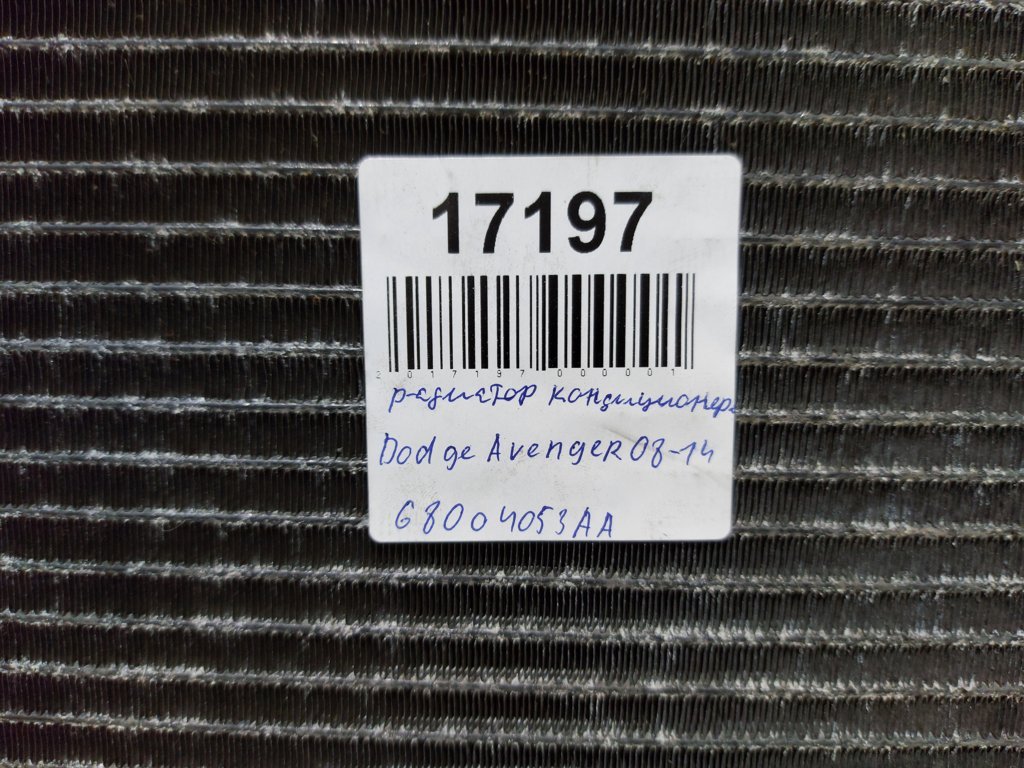 17197
2017197000001
радиатор кондиционера
Dodge Avenger 08-14
68004053AA